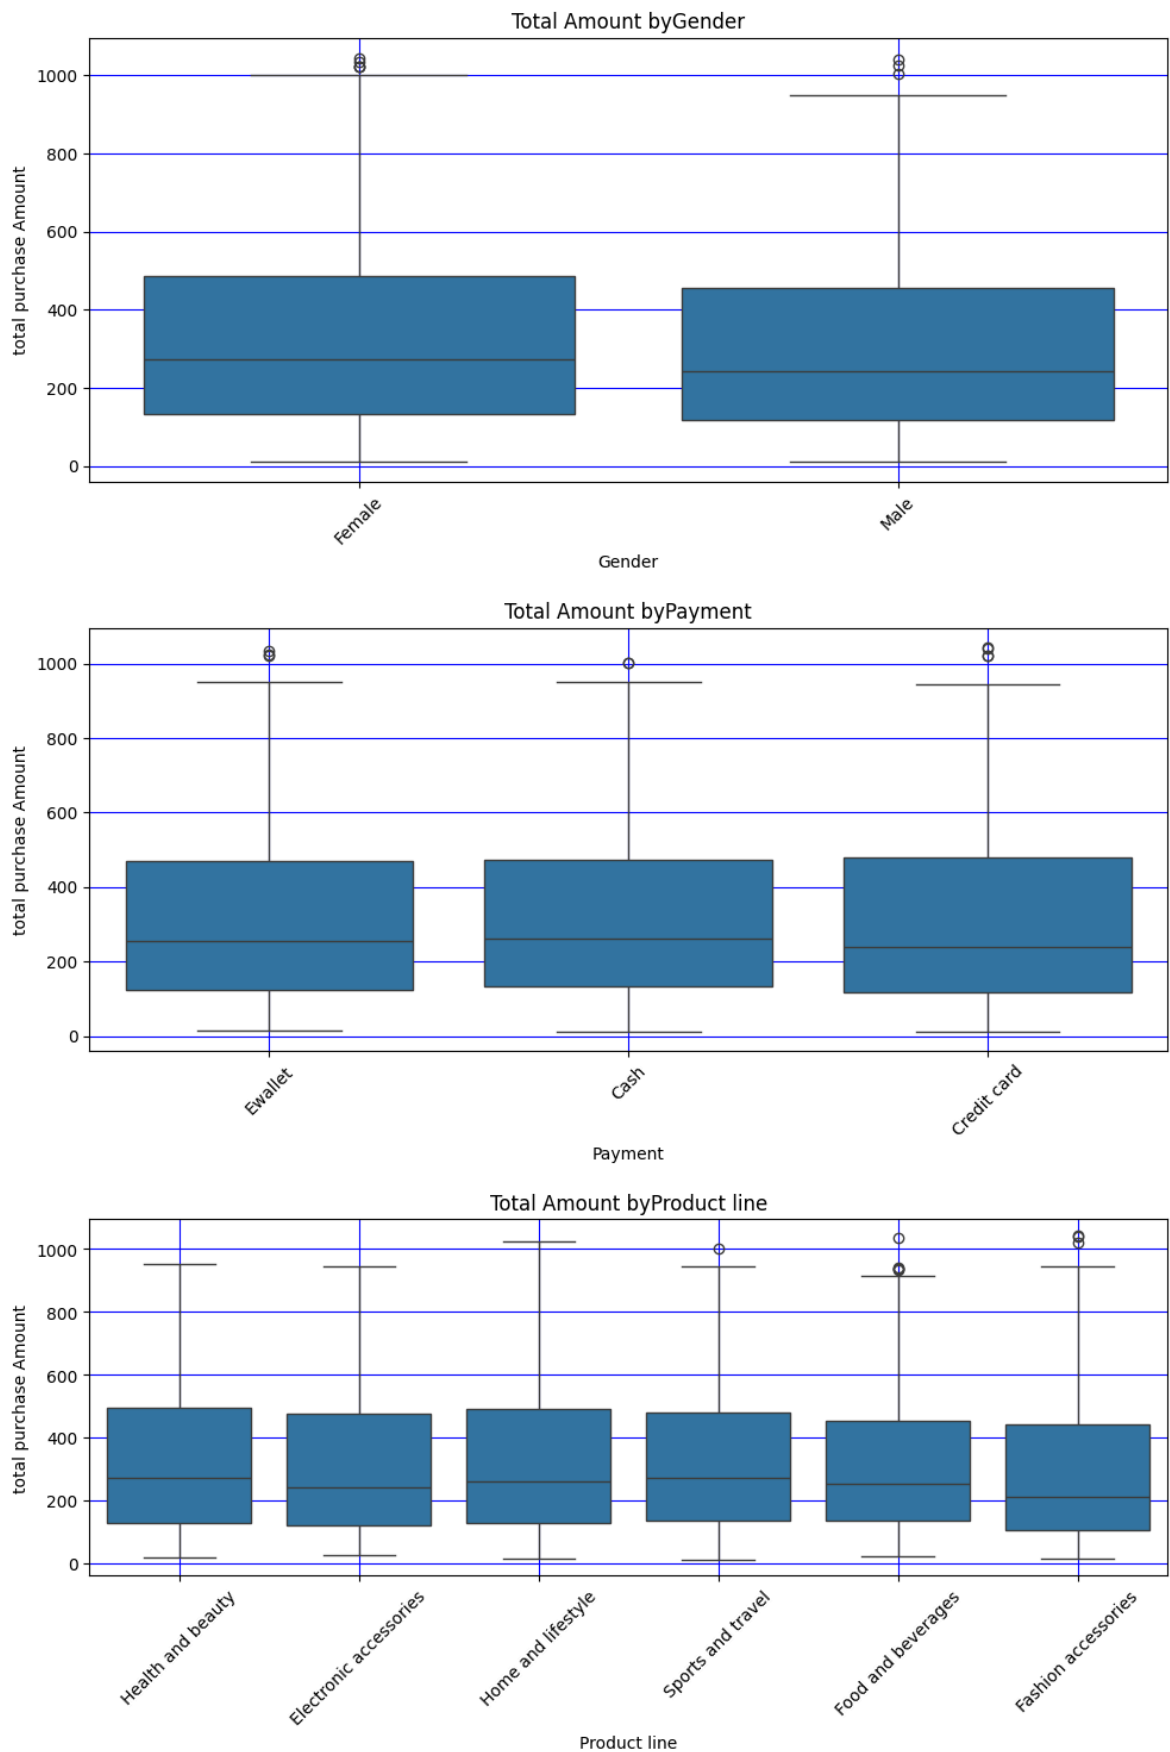 Total Amount byGender
1000
800
600
400
200
0
total purchase Amount
Female
Male
Gender
Total Amount byPayment
1000
800
600
400
200
0
total purchase Amount
Ewallet
Cash
Credit card
Payment
Total Amount byProduct line
1000
800
600
400
200
0
total purchase Amount
Health and beauty
Electronic accessories
Home and lifestyle
Sports and travel
Food and beverages
Fashion accessories
Product line